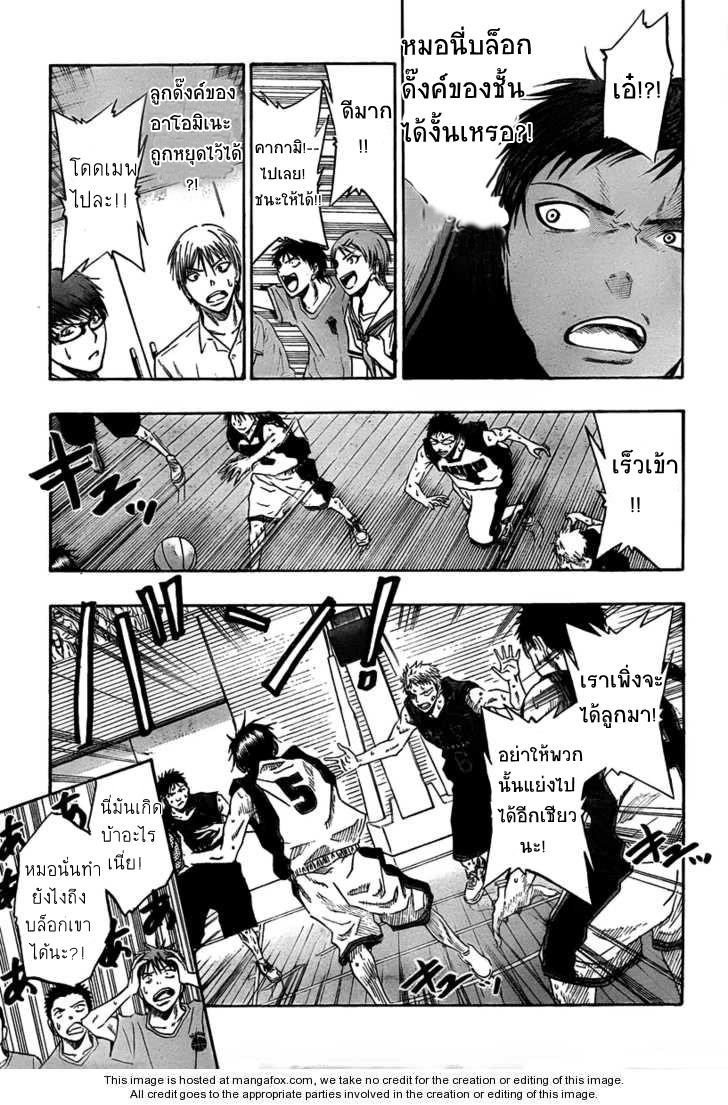 เอ๋!?!
หมอนี่บล็อก
ดั๊งค์ของชั้น
ได้งั้นเหรอ?!
ดีมาก
!!
คากามิ!--
ไปเลย!
ชนะให้ได้!!
ลูกดั๊งค์ของ
อาโอมิเนะ
ถูกหยุดไว้ได้
?!
โดดเมพ
ไปละ!!
เร็วเข้า
!!
เราเพิ่งจะ
ได้ลูกมา!
อย่าให้พวก
นั้นแย่งไป
ได้อีกเชียว
นะ!
5
นี่มันเกิด
บ้าอะไร
เนี่ย!
หมอนั่นทำ
ยังไงถึง
บล็อกเขา
ได้นะ?!
This image is hosted at mangafox.com, we take no credit for the creation or editing of this image.
All credit goes to the appropriate parties involved in the creation or editing of this image.